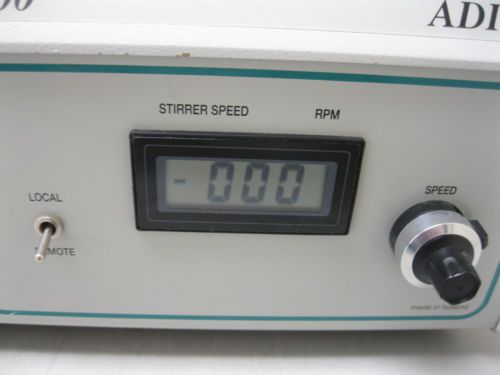 ADI
STIRRER SPEED RPM
- 000
LOCAL
SPEED
made in holland